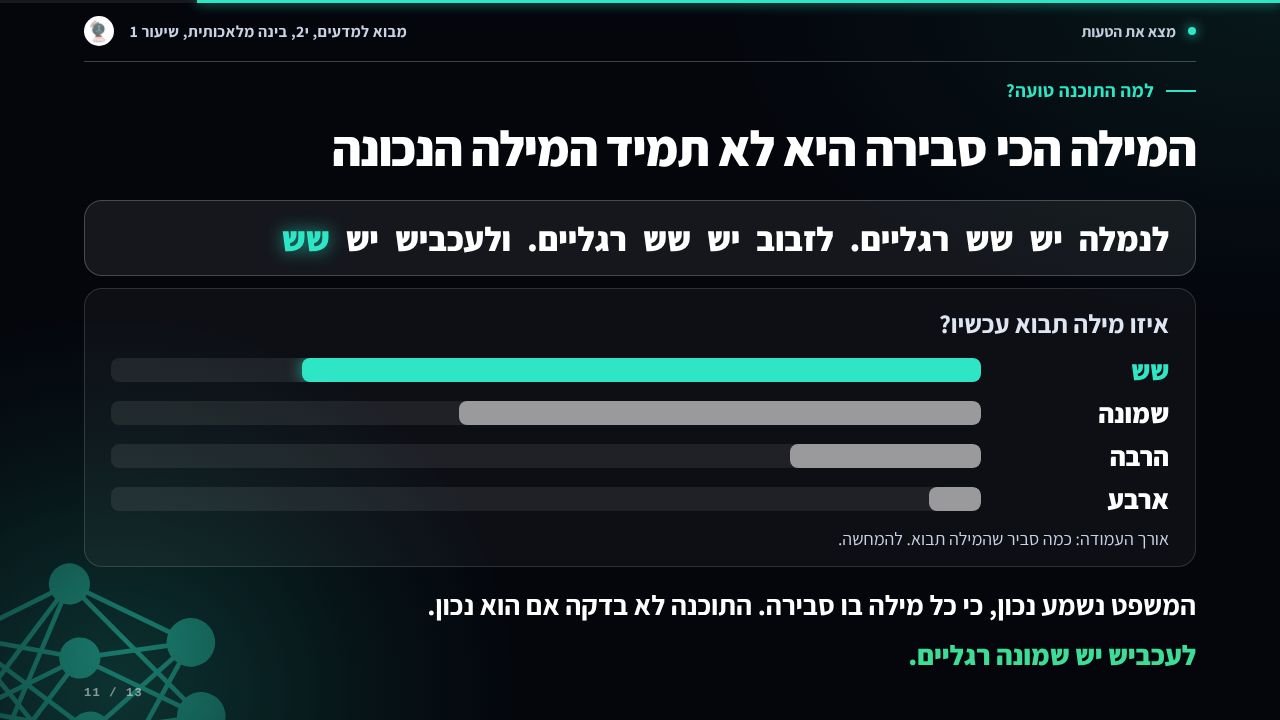 מצא את הטעות
מבוא למדעים, י2, בינה מלאכותית, שיעור 1
למה התוכנה טועה?
המילה הכי סבירה היא לא תמיד המילה הנכונה
לנמלה יש שש רגליים. לזבוב יש שש רגליים. ולעכביש יש שש
איזו מילה תבוא עכשיו?
שש
שמונה
הרבה
ארבע
אורך העמודה: כמה סביר שהמילה תבוא. להמחשה.
המשפט נשמע נכון, כי כל מילה בו סבירה. התוכנה לא בדקה אם הוא נכון.
לעכביש יש שמונה רגליים.
11 / 13